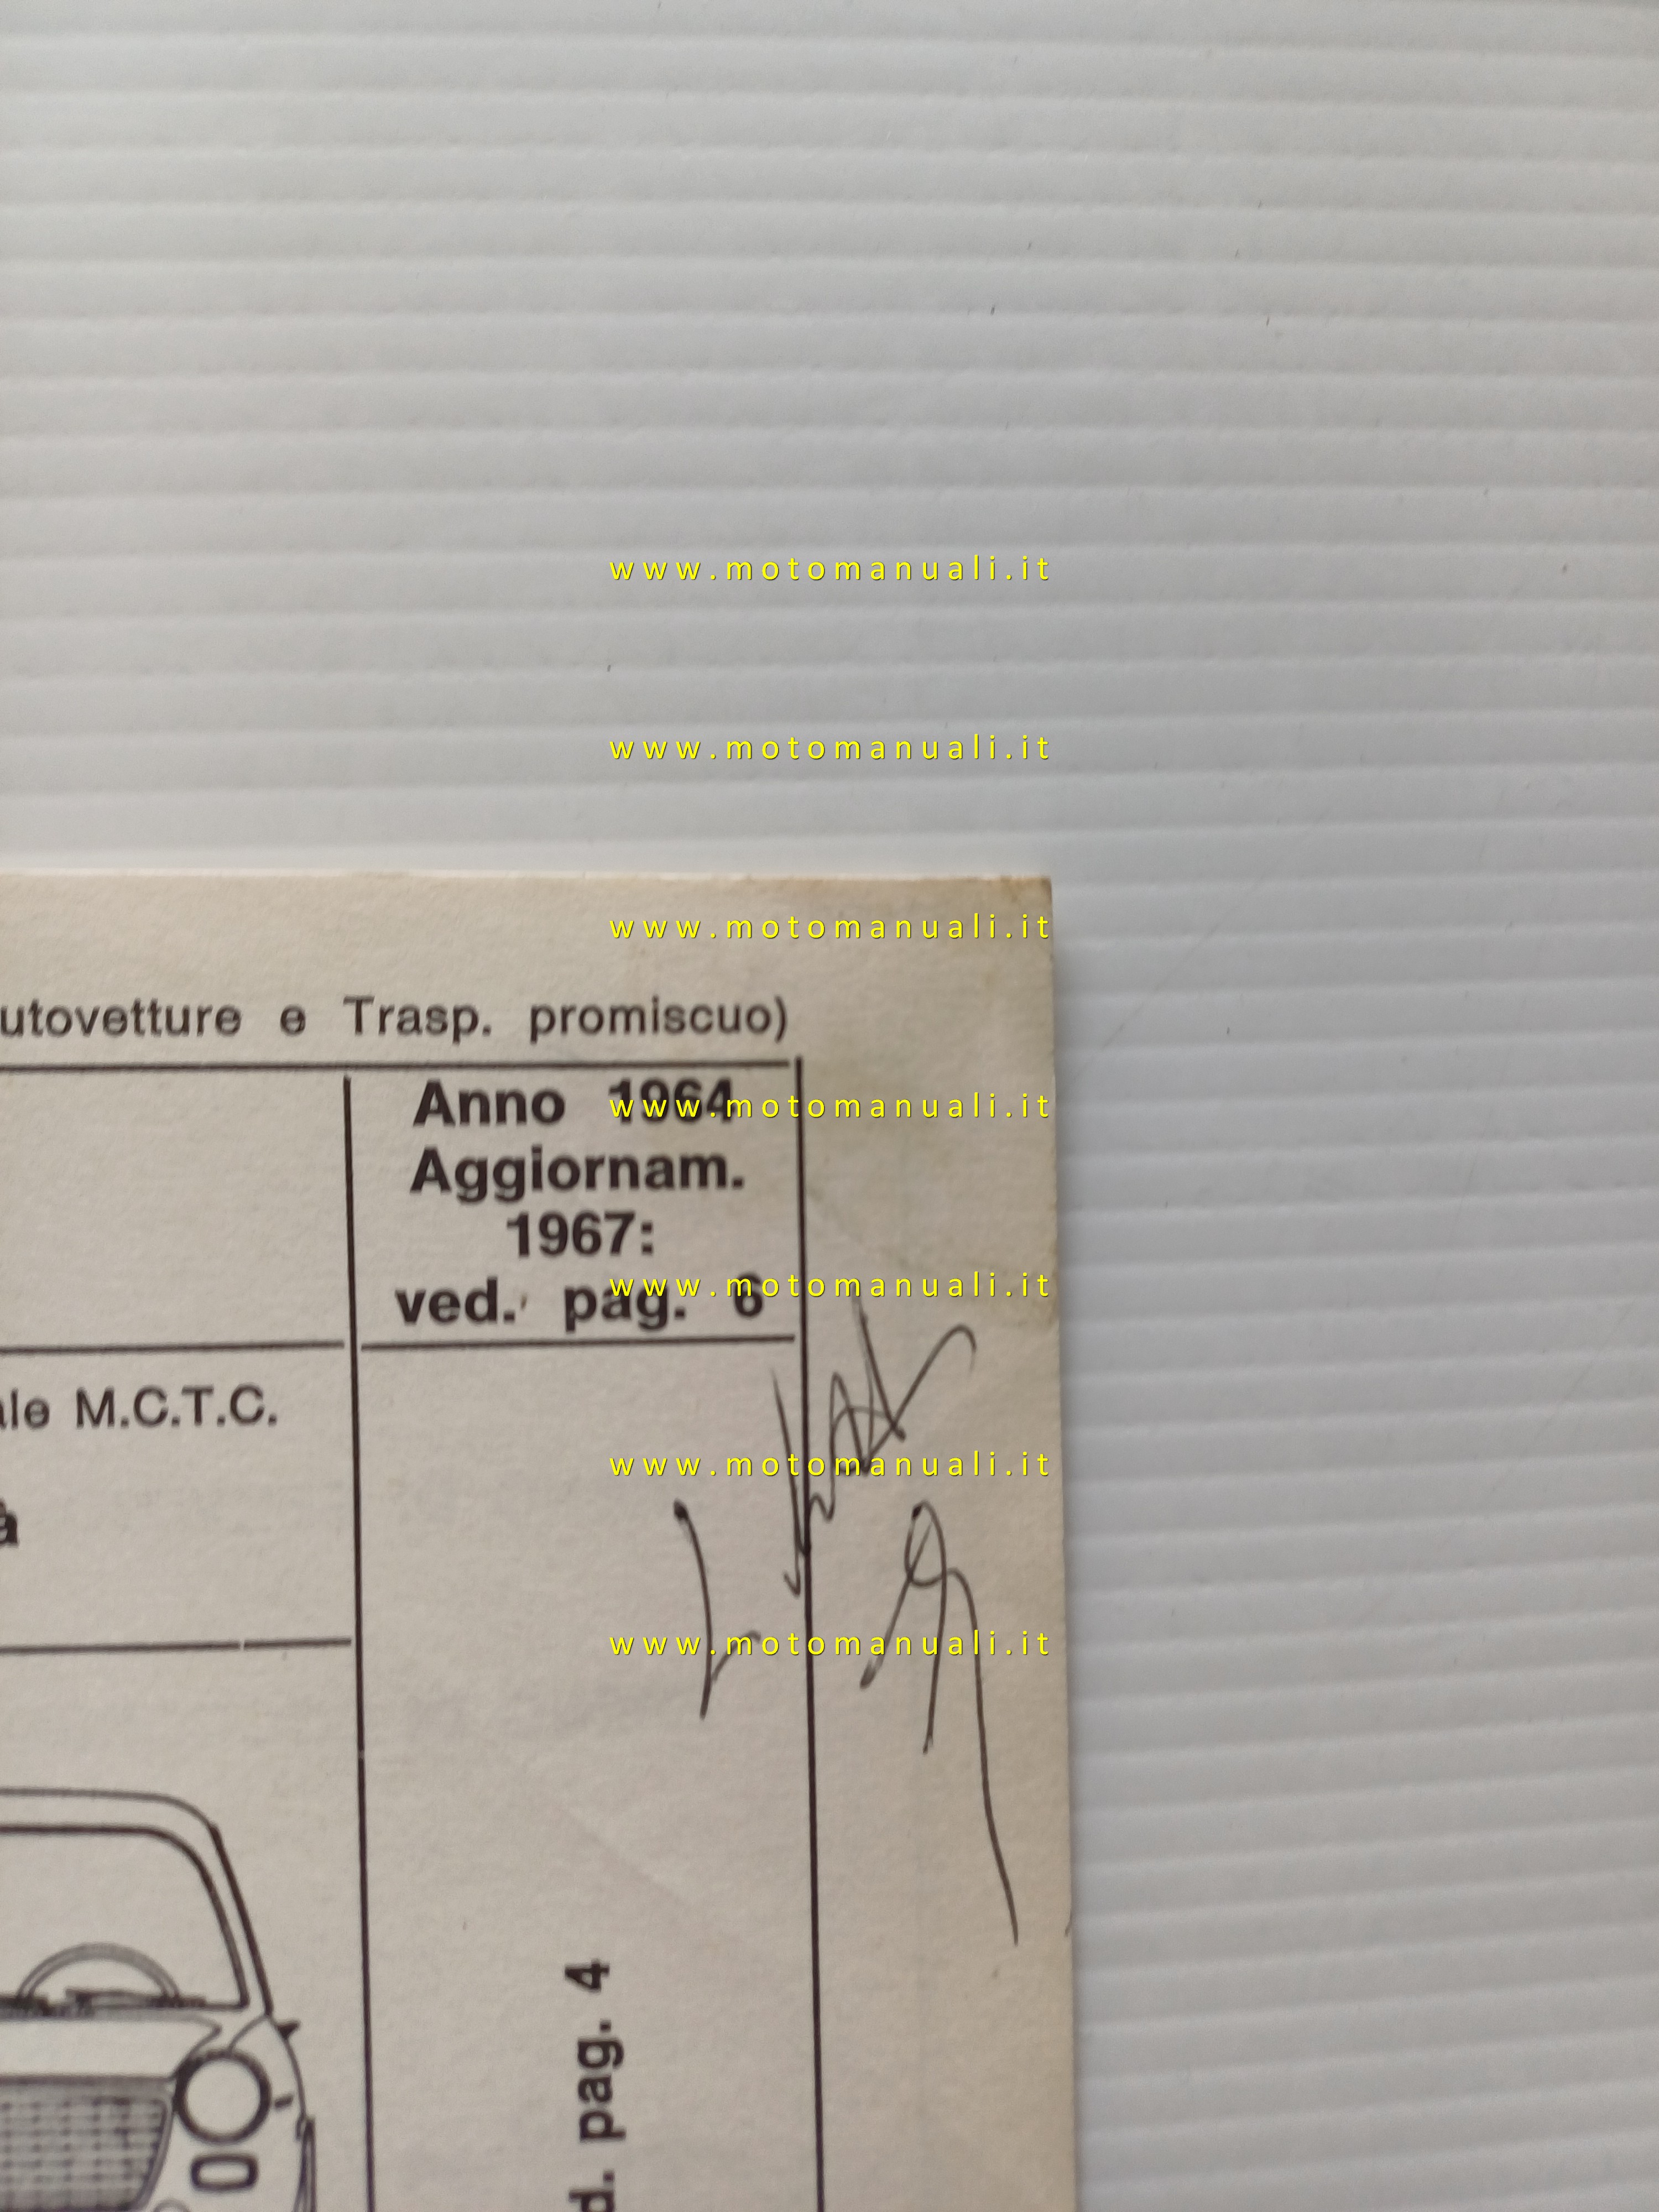 www.motomanuali.it
www.motomanuali.it
www.motomanuali.it
utovetture e Trasp. promiscuo)
Anno 1964
www.motomanuali.it
Aggiornam.
1967:
ved. pag. 6
www.motomanuali.it
ale M.C.T.C.
www.motomanuali.it
à
www.motomanuali.it
d. pag. 4